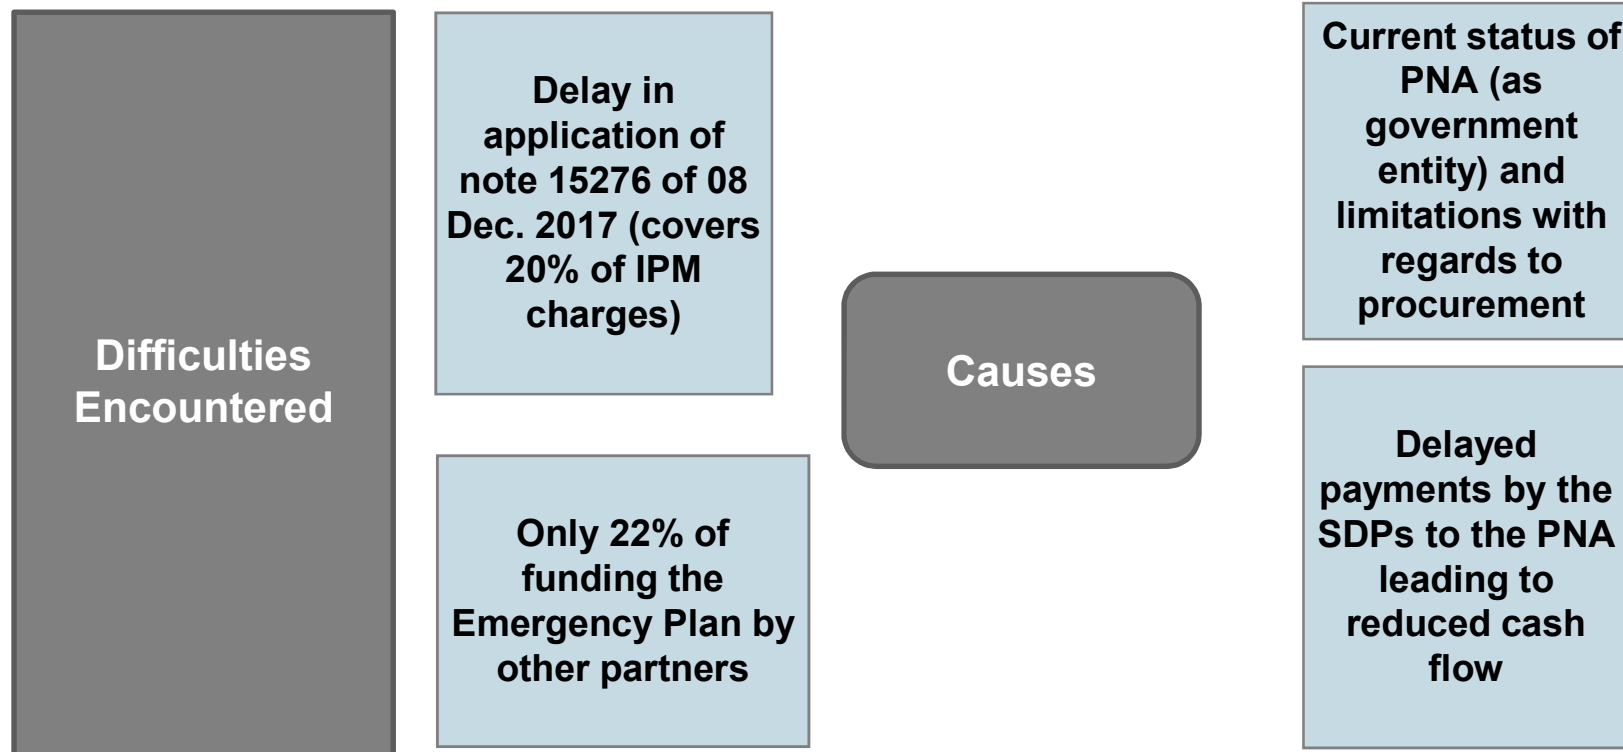 Difficulties
Encountered
Delay in
application of
note 15276 of 08
Dec. 2017 (covers
20% of IPM
charges)
Only 22% of
funding the
Emergency Plan by
other partners
Causes
Current status of
PNA (as
government
entity) and
limitations with
regards to
procurement
Delayed
payments by the
SDPs to the PNA
leading to
reduced cash
flow